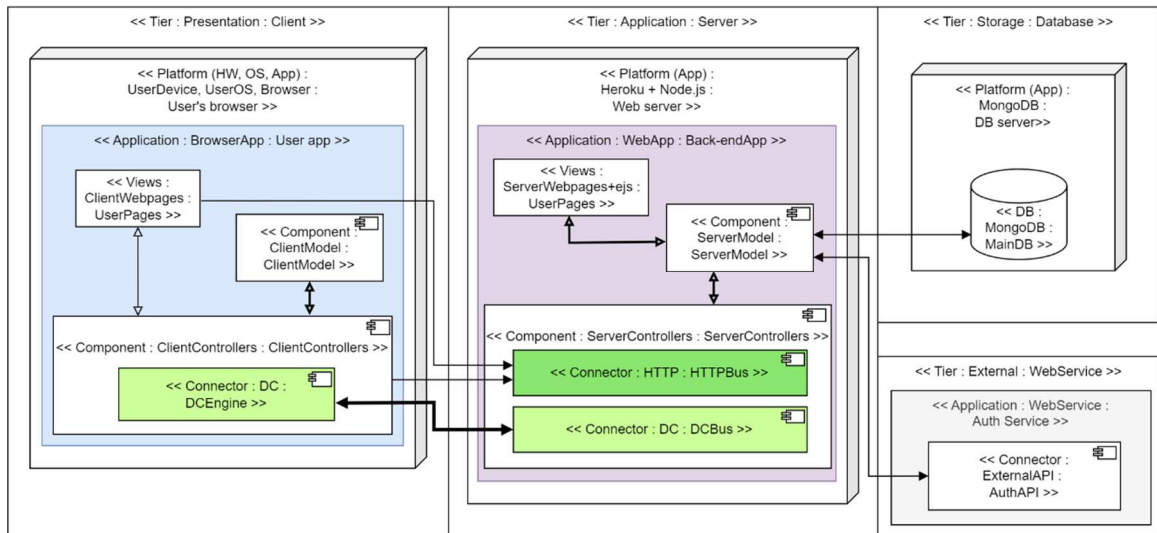 << Tier : Presentation : Client >>
<< Platform (HW, OS, App) :
UserDevice, UserOS, Browser :
User's browser >>
<< Application : BrowserApp : User app >>
<< Views :
ClientWebpages :
UserPages >>
<< Component :
ClientModel :
ClientModel >>
<< Component : ClientControllers : ClientControllers >>
<< Connector : DC :
DCEngine >>
<< Tier : Application : Server >>
<< Platform (App) :
Heroku + Node.js :
Web server >>
<< Application : WebApp : Back-endApp >>
<< Views :
ServerWebpages+ejs :
UserPages >>
<< Component :
ServerModel :
ServerModel >>
<< Component : ServerControllers : ServerControllers >>
<< Connector : HTTP : HTTPBus >>
<< Connector : DC : DCBus >>
<< Tier : Storage : Database >>
<< Platform (App) :
MongoDB :
DB server>>
<< DB :
MongoDB :
MainDB >>
<< Tier : External : WebService >>
<< Application : WebService :
Auth Service >>
<< Connector :
ExternalAPI :
AuthAPI >>